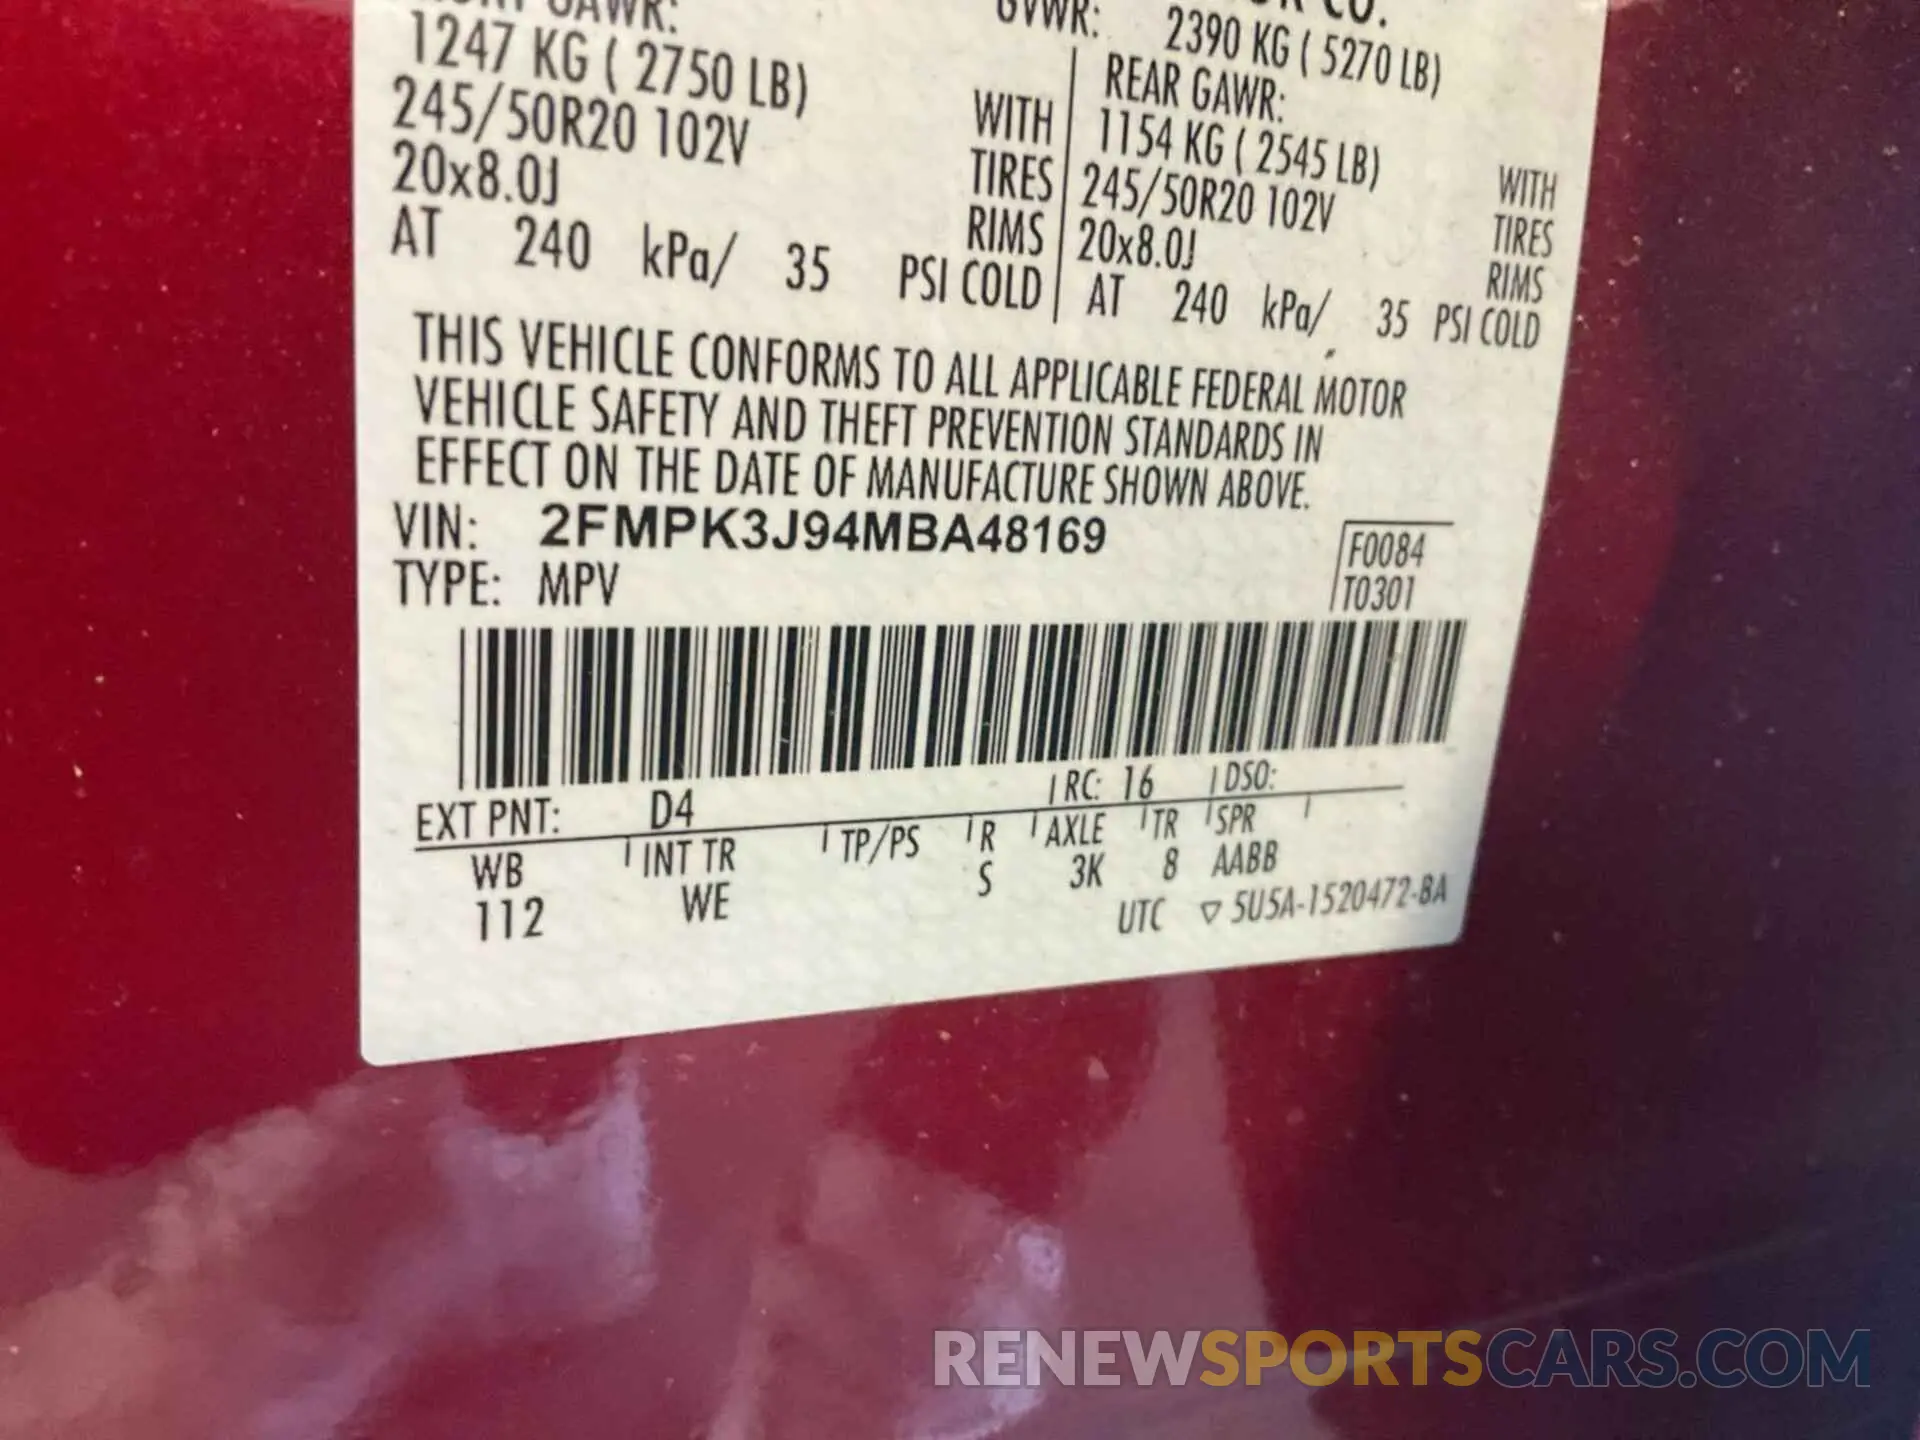 GAWR:
CO.
1247 KG ( 2750 LB)
GVWR: 2390 KG ( 5270 LB)
245/50R20 102V WITH
20x8.0J TIRES
RIMS
AT 240 kPa/ 35 PSI COLD
REAR GAWR:
1154 KG ( 2545 LB) WITH
245/50R20 102V TIRES
20x8.0J RIMS
AT 240 kPa/ 35 PSI COLD
THIS VEHICLE CONFORMS TO ALL APPLICABLE FEDERAL MOTOR
VEHICLE SAFETY AND THEFT PREVENTION STANDARDS IN
EFFECT ON THE DATE OF MANUFACTURE SHOWN ABOVE.
VIN: 2FMPK3J94MBA48169
TYPE: MPV
F0084
T0301
EXT PNT: D4 RC: 16 DSO:
WB INT TR TP/PS R AXLE TR SPR
112 WE S 3K 8 AABB
UTC ▽ 5U5A-1520472-BA
RENEWSPORTSCARS.COM